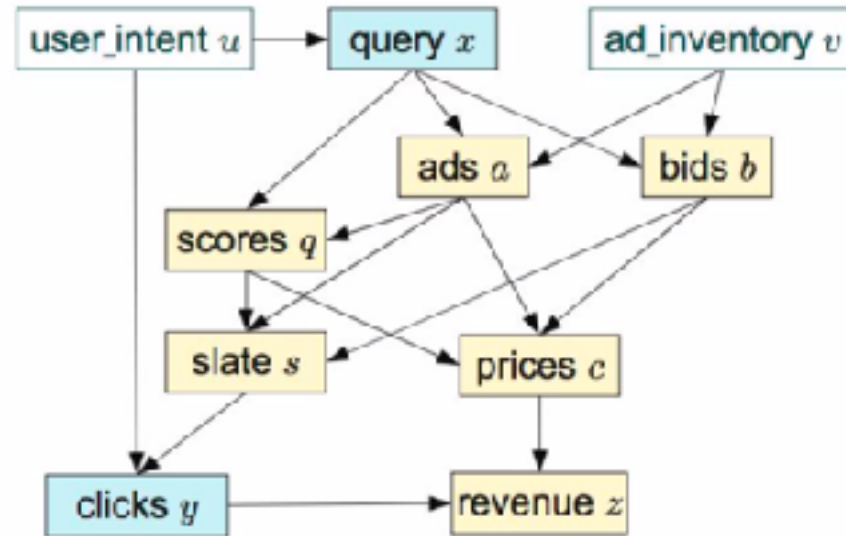 user_intent u
query x
ad_inventory v
ads a
bids b
scores q
slate s
prices c
clicks y
revenue z